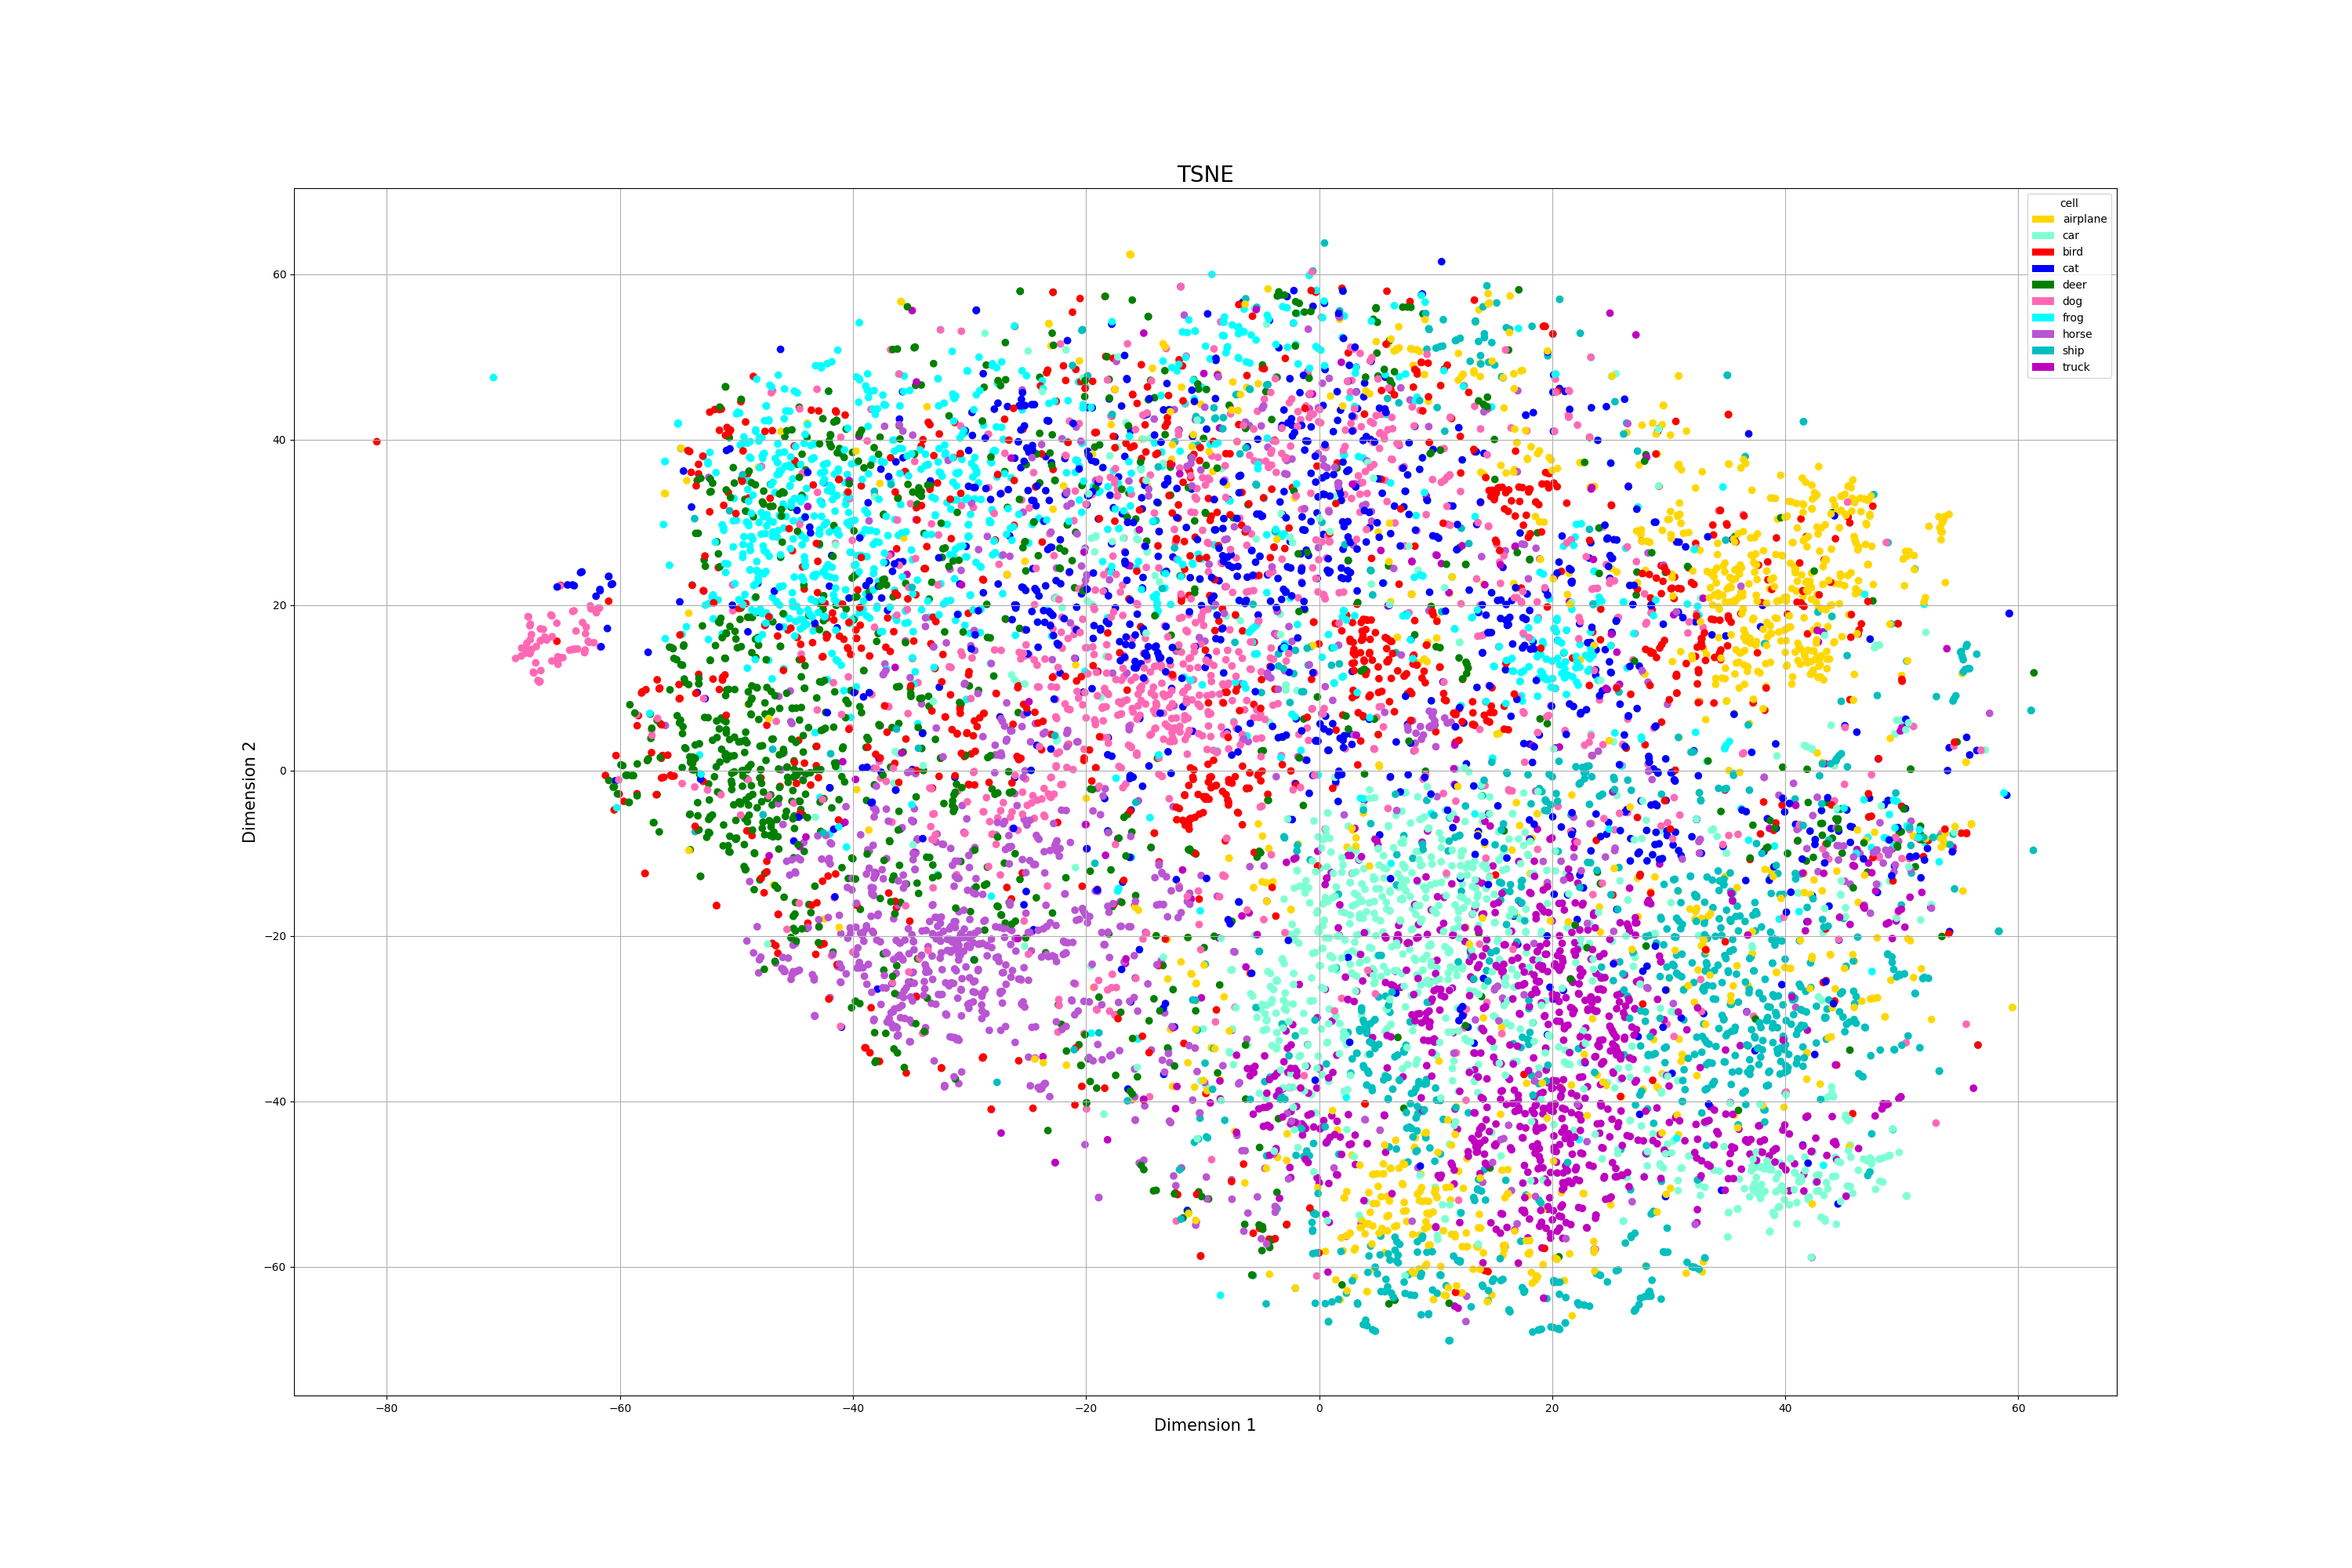 TSNE
cell
airplane
car
bird
cat
deer
dog
frog
horse
ship
truck
60
40
20
0
−20
−40
−60
Dimension 2
−80
−60
−40
−20
0
20
40
60
Dimension 1